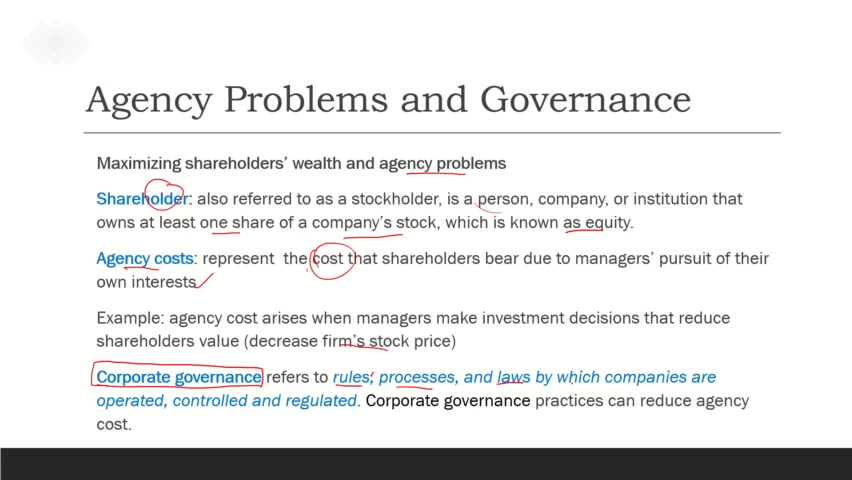 Agency Problems and Governance
Maximizing shareholders' wealth and agency problems
Shareholder: also referred to as a stockholder, is a person, company, or institution that
owns at least one share of a company's stock, which is known as equity.
Agency costs: represent the cost that shareholders bear due to managers' pursuit of their
own interests
Example: agency cost arises when managers make investment decisions that reduce
shareholders value (decrease firm's stock price)
Corporate governance refers to rules, processes, and laws by which companies are
operated, controlled and regulated. Corporate governance practices can reduce agency
cost.